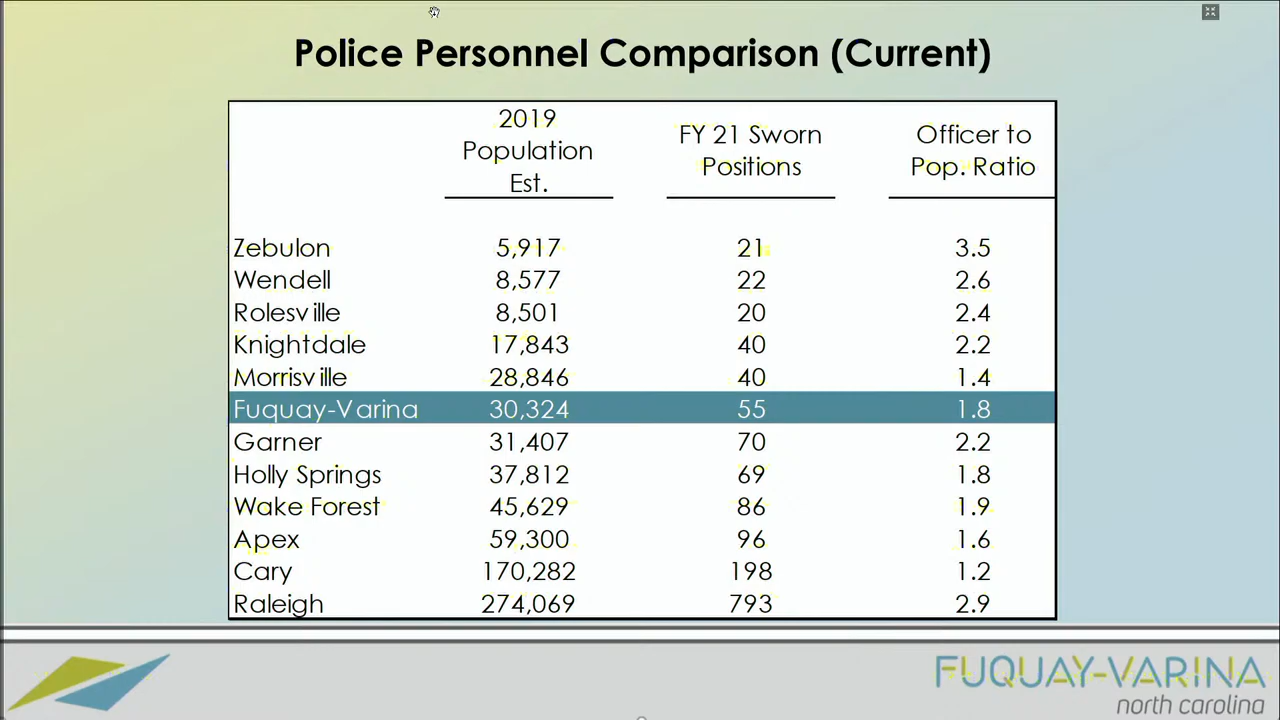 Police Personnel Comparison (Current)
2019 Population Est.
FY 21 Sworn Positions
Officer to Pop. Ratio
Zebulon 5,917 21 3.5
Wendell 8,577 22 2.6
Rolesville 8,501 20 2.4
Knightdale 17,843 40 2.2
Morrisville 28,846 40 1.4
Fuquay-Varina 30,324 55 1.8
Garner 31,407 70 2.2
Holly Springs 37,812 69 1.8
Wake Forest 45,629 86 1.9
Apex 59,300 96 1.6
Cary 170,282 198 1.2
Raleigh 274,069 793 2.9
FUQUAY-VARINA
north carolina